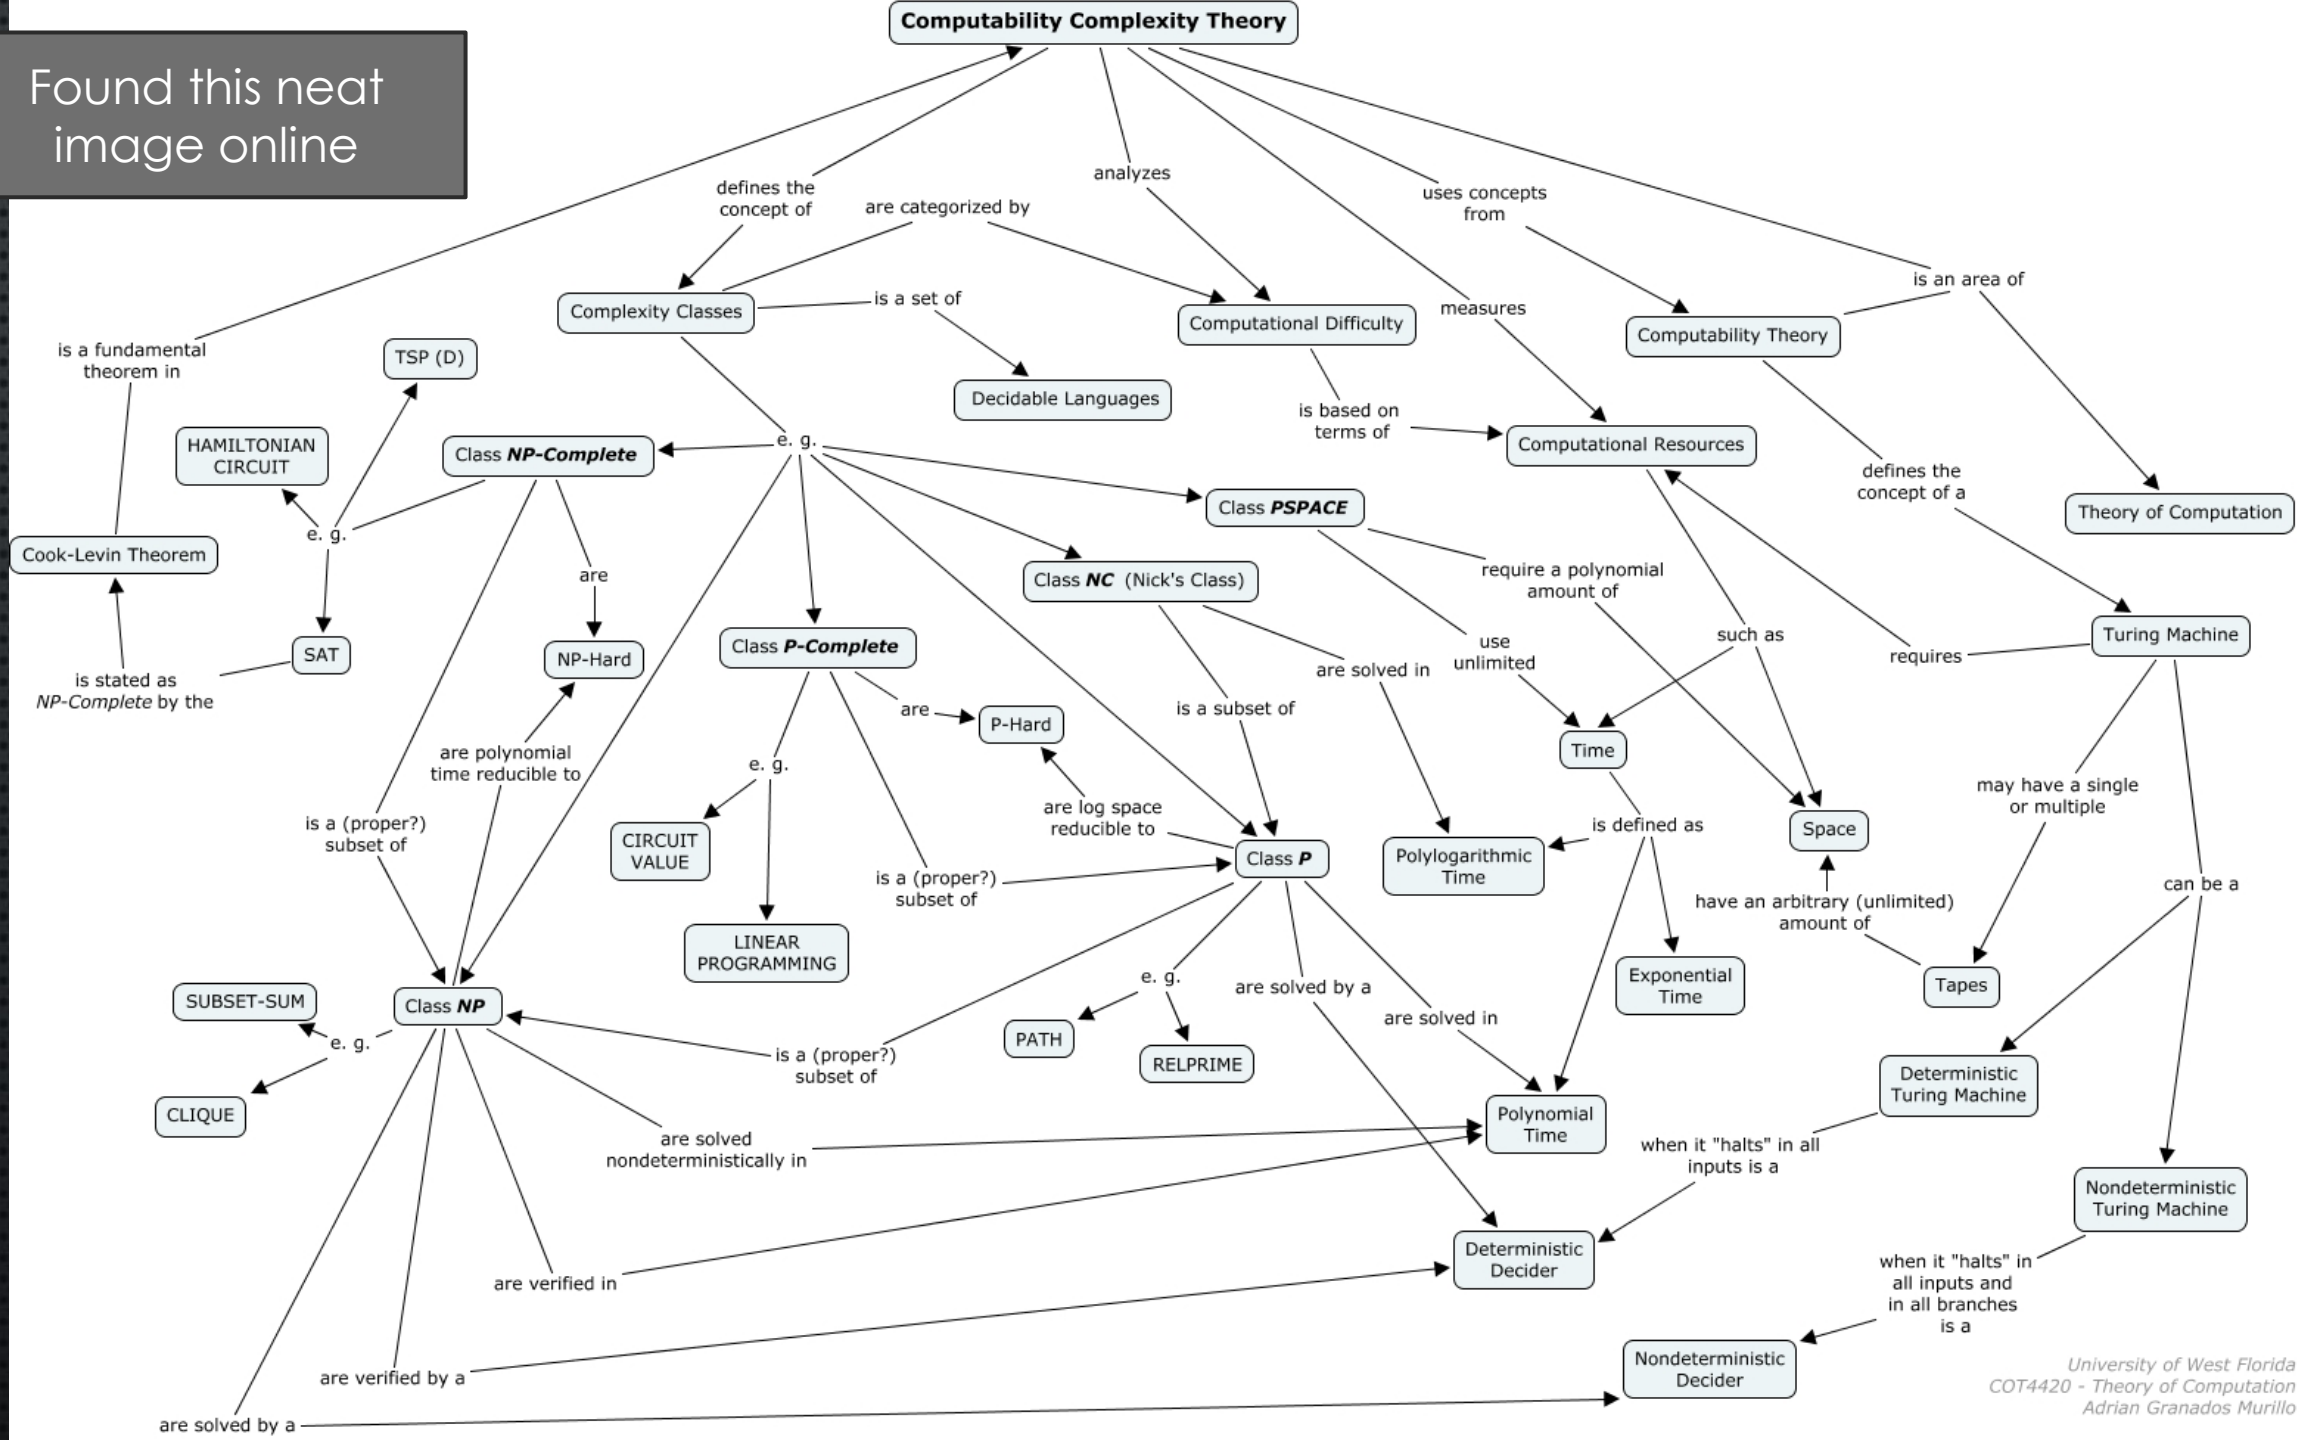 Computability Complexity Theory
Found this neat
image online
defines the
concept of
are categorized by
analyzes
uses concepts
from
is an area of
measures
is a fundamental
theorem in
Complexity Classes
is a set of
Computational Difficulty
Computability Theory
TSP (D)
Decidable Languages
is based on
terms of
HAMILTONIAN
CIRCUIT
Class NP-Complete
e. g.
Computational Resources
defines the
concept of a
Class PSPACE
Theory of Computation
e. g.
Cook-Levin Theorem
are
Class NC (Nick's Class)
require a polynomial
amount of
SAT
NP-Hard
Class P-Complete
use
unlimited
such as
requires
Turing Machine
are solved in
is stated as
NP-Complete by the
are
P-Hard
is a subset of
are polynomial
time reducible to
e. g.
Time
may have a single
or multiple
are log space
reducible to
is a (proper?)
subset of
CIRCUIT
VALUE
is defined as
Space
Polylogarithmic
Time
Class P
is a (proper?)
subset of
have an arbitrary (unlimited)
amount of
can be a
LINEAR
PROGRAMMING
Exponential
Time
Tapes
SUBSET-SUM
Class NP
e. g.
e. g.
are solved by a
are solved in
PATH
RELPRIME
is a (proper?)
subset of
CLIQUE
Deterministic
Turing Machine
Polynomial
Time
are solved
nondeterministically in
when it "halts" in all
inputs is a
Nondeterministic
Turing Machine
Deterministic
Decider
are verified in
when it "halts" in
all inputs and
in all branches
is a
are verified by a
Nondeterministic
Decider
are solved by a
University of West Florida
COT4420 - Theory of Computation
Adrian Granados Murillo